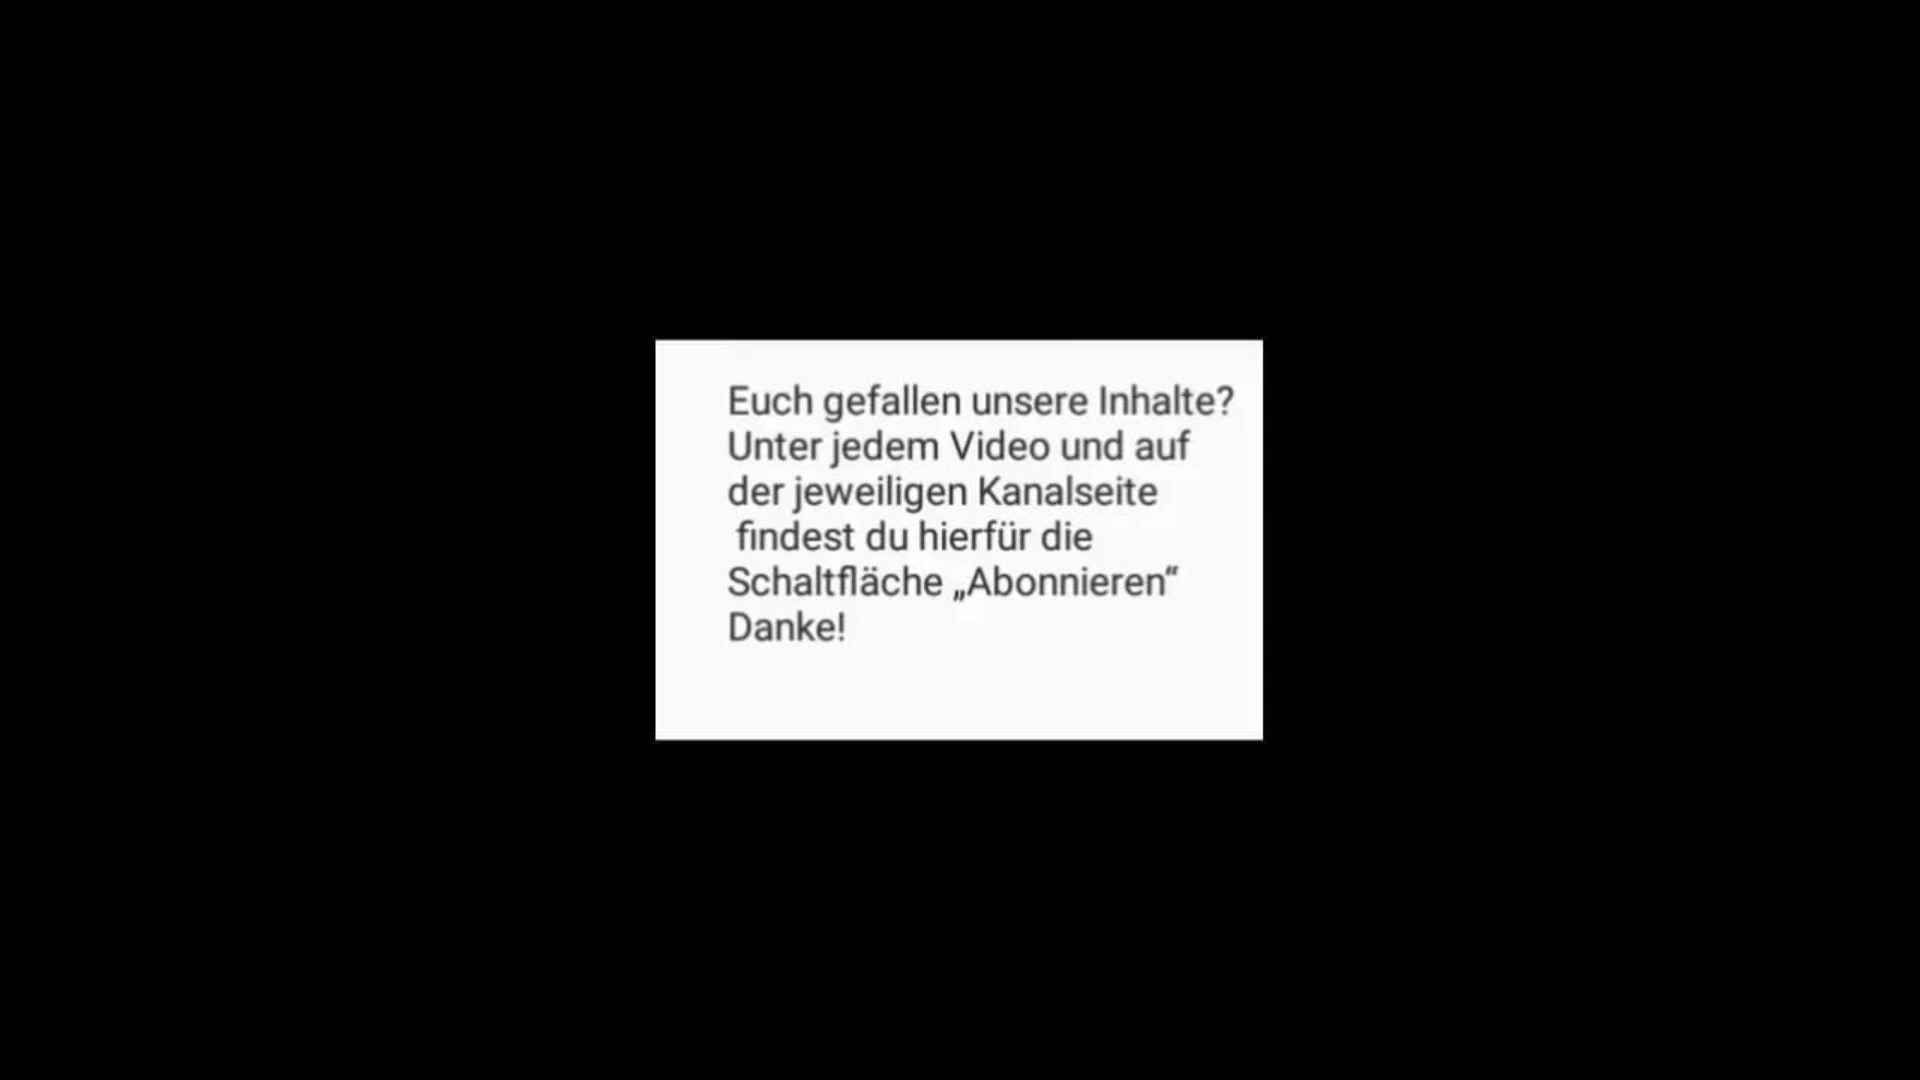 Euch gefallen unsere Inhalte?
Unter jedem Video und auf
der jeweiligen Kanalseite
findest du hierfür die
Schaltfläche „Abonnieren“
Danke!